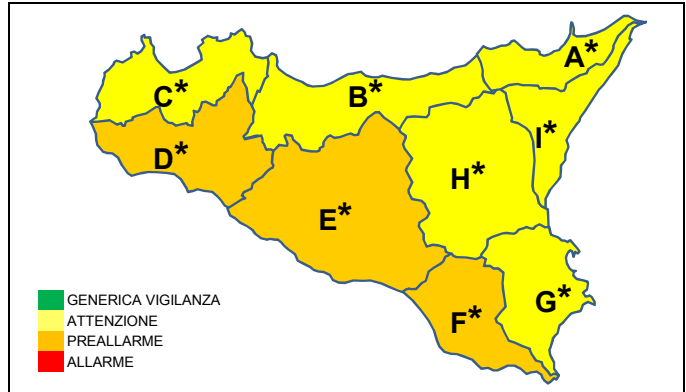 A*
C*
B*
I*
D*
H*
E*
G*
F*
GENERICA VIGILANZA
ATTENZIONE
PREALLARME
ALLARME